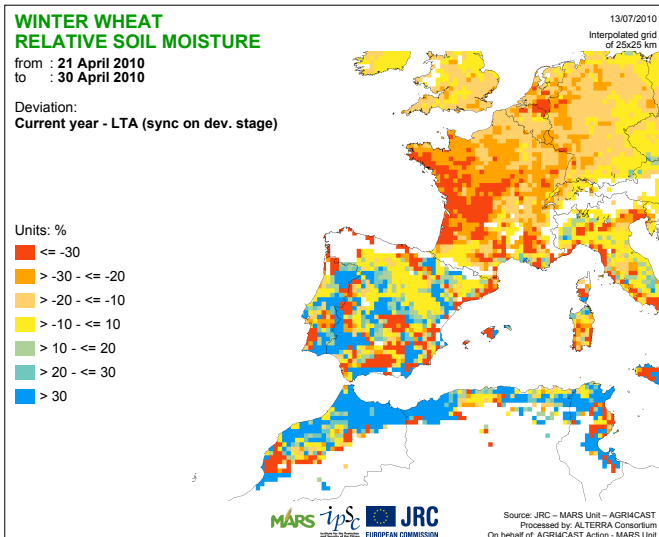 WINTER WHEAT
RELATIVE SOIL MOISTURE
from : 21 April 2010
to : 30 April 2010
Deviation:
Current year - LTA (sync on dev. stage)
13/07/2010
Interpolated grid
of 25x25 km
Units: %
<= -30
> -30 - <= -20
> -20 - <= -10
> -10 - <= 10
> 10 - <= 20
> 20 - <= 30
> 30
MARS ipsc JRC
EUROPEAN COMMISSION
Source: JRC – MARS Unit – AGRI4CAST
Processed by: ALTERRA Consortium
On behalf of: AGRI4CAST Action - MARS Unit